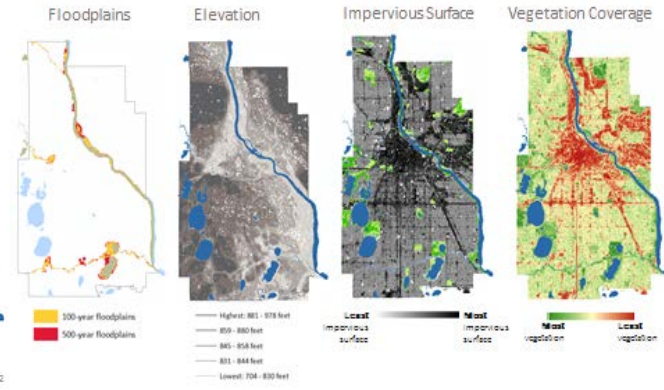 Floodplains
Elevation
Impervious Surface
Vegetation Coverage
100-year floodplains
500-year floodplains
Highest: 881 - 978 feet
859 - 880 feet
845 - 858 feet
831 - 844 feet
Lowest: 704 - 830 feet
Least
impervious
surface
Most
impervious
surface
Most
vegetation
Least
vegetation
2